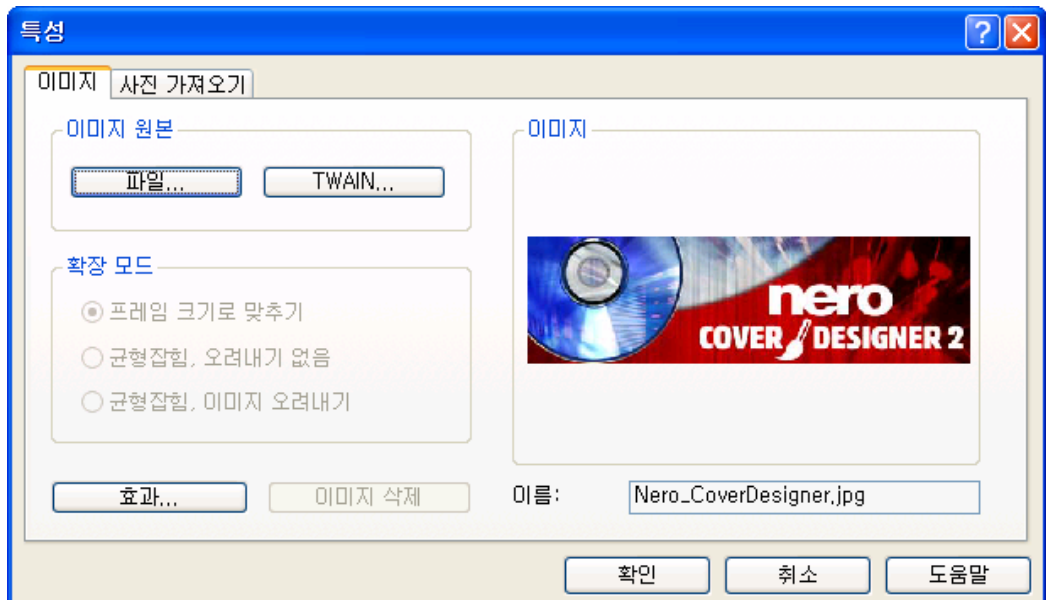 특성
이미지 사진 가져오기
이미지 원본
파일... TWAIN...
확장 모드
프레임 크기로 맞추기
균형잡힘, 오려내기 없음
균형잡힘, 이미지 오려내기
효과... 이미지 삭제
이미지
nero
COVER DESIGNER 2
이름: Nero_CoverDesigner.jpg
확인 취소 도움말